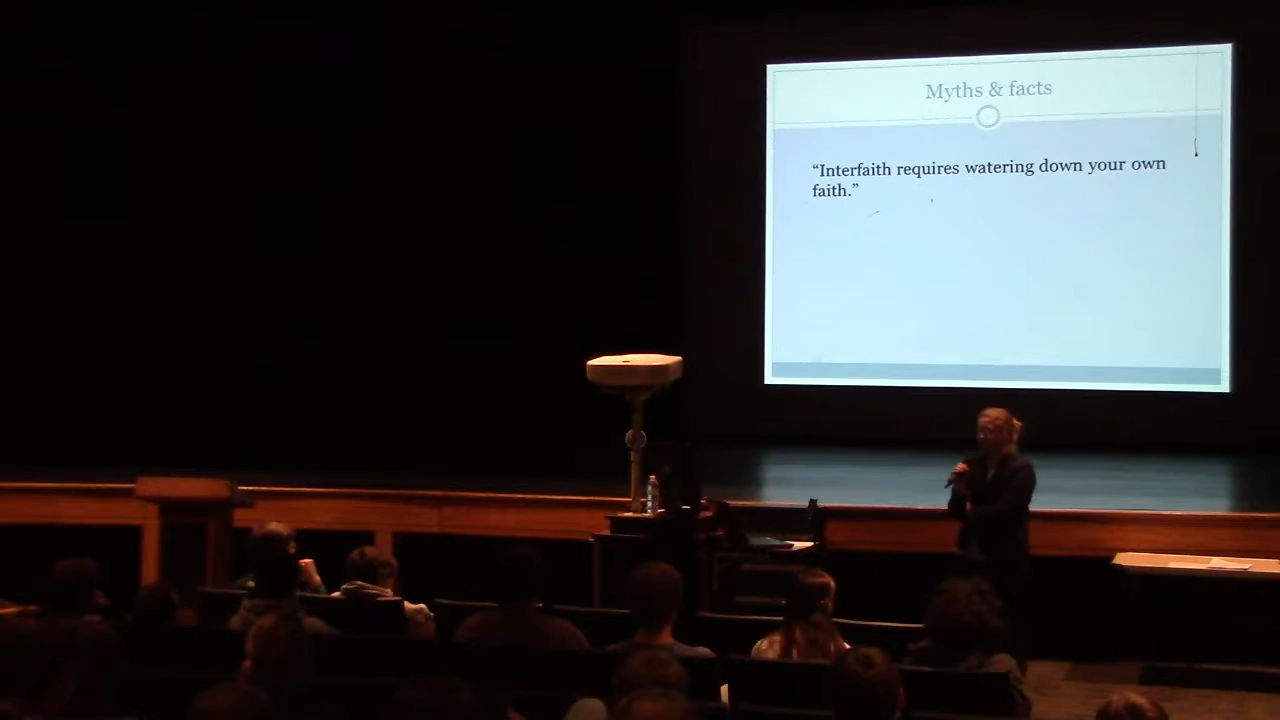 Myths & facts
“Interfaith requires watering down your own
faith.”